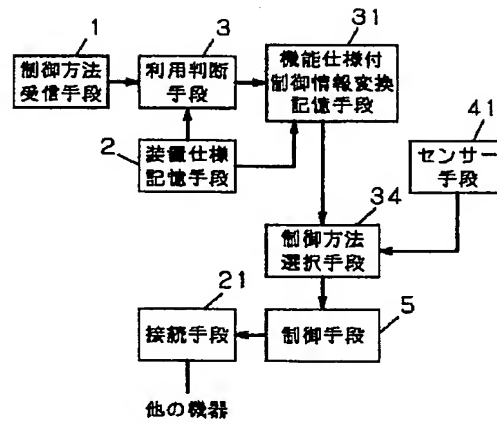 1
制御方法
受信手段
3
利用判断
手段
31
機能仕様付
制御情報変換
記憶手段
2
装置仕様
記憶手段
41
センサー
手段
34
制御方法
選択手段
21
接続手段
5
制御手段
他の機器